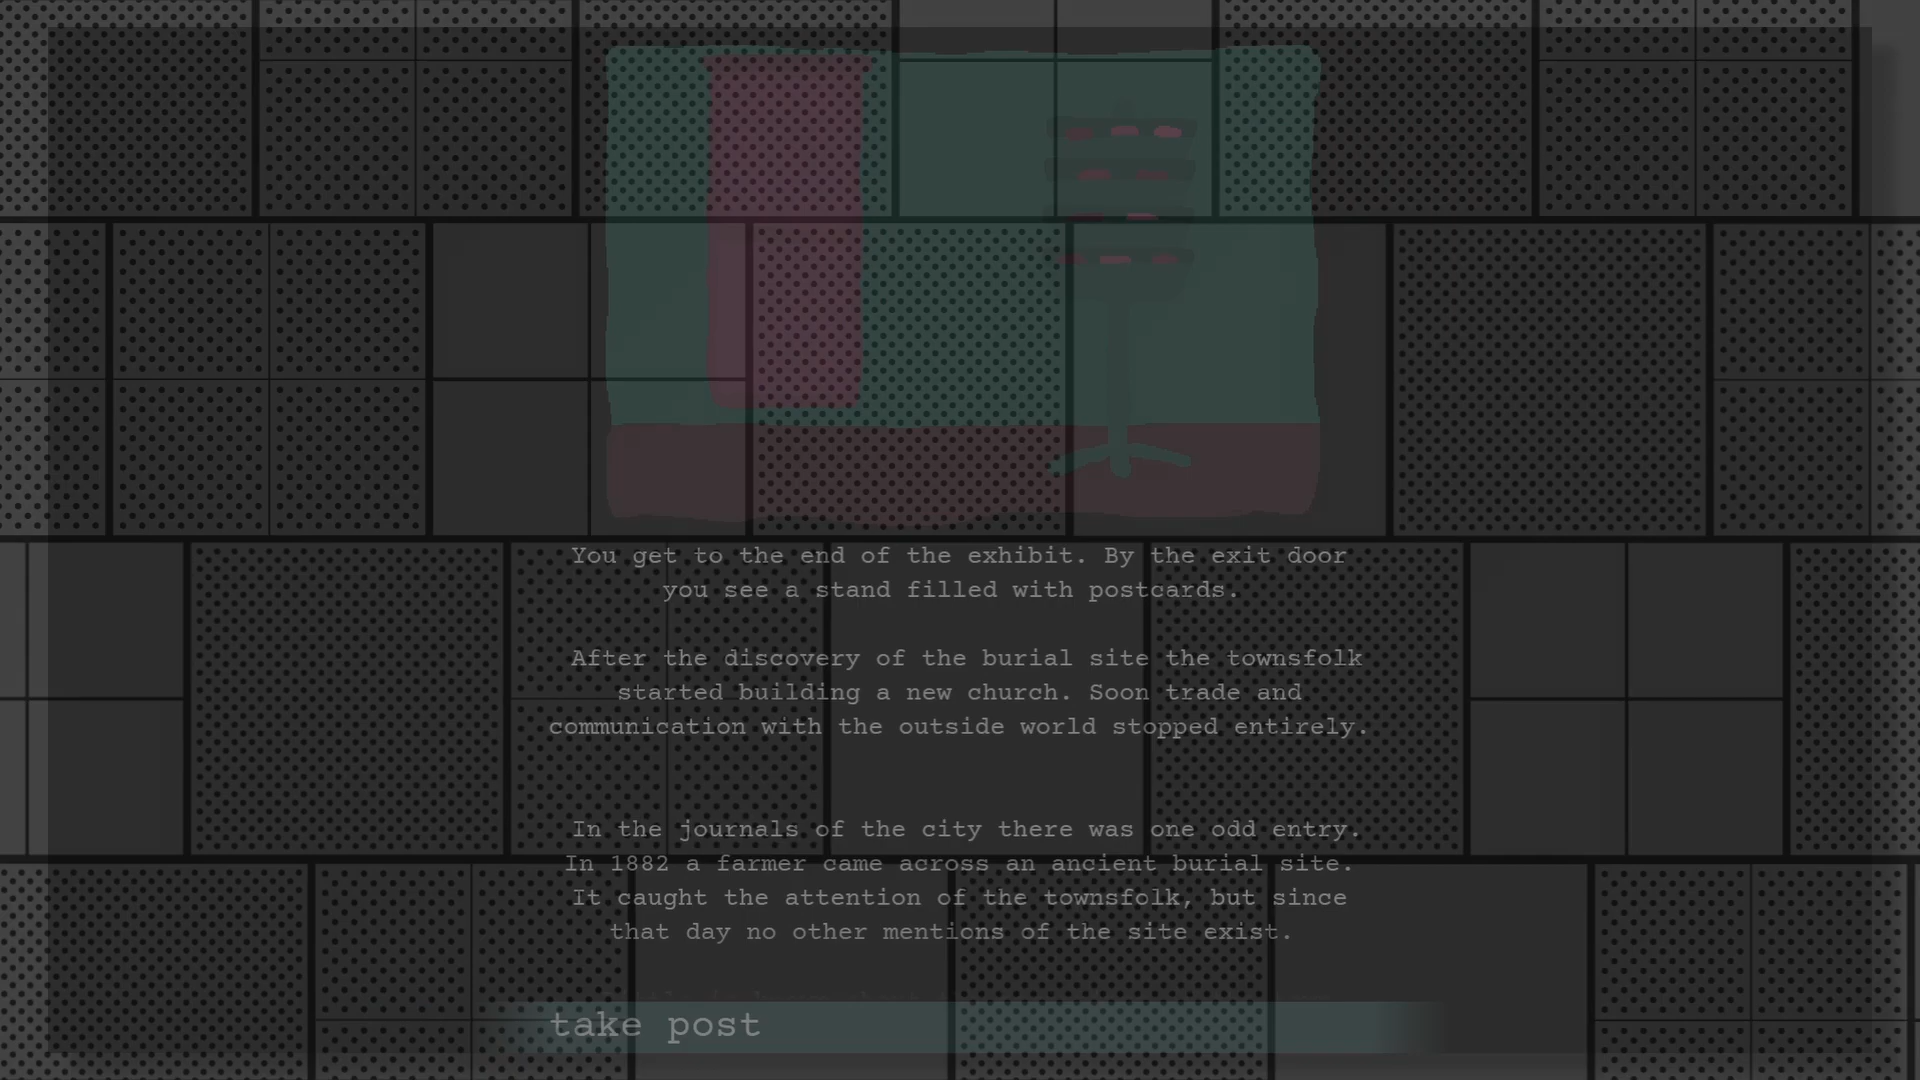 You get to the end of the exhibit. By the exit door
you see a stand filled with postcards.
After the discovery of the burial site the townsfolk
started building a new church. Soon trade and
communication with the outside world stopped entirely.
In the journals of the city there was one odd entry.
In 1882 a farmer came across an ancient burial site.
It caught the attention of the townsfolk, but since
that day no other mentions of the site exist.
take post